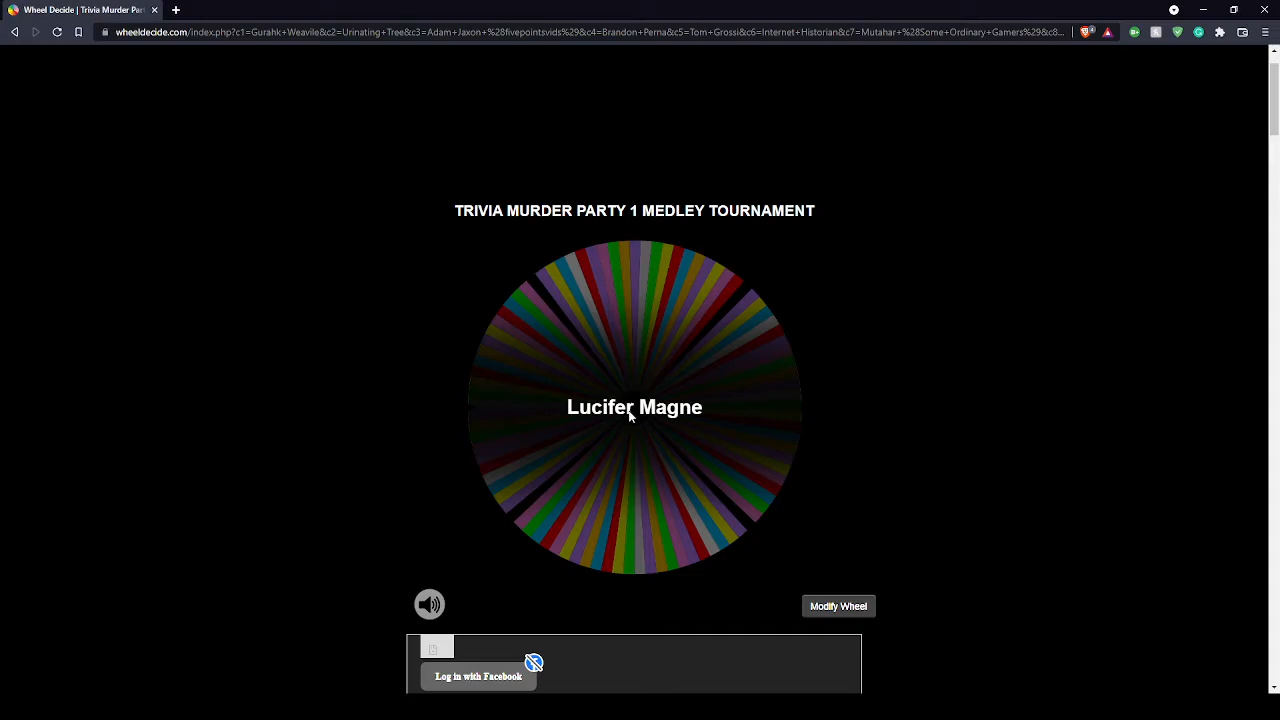 Wheel Decide | Trivia Murder Par
wheeldecide.com/index.php?c1=Gurahk+Weavile&c2=Urinating+Tree&c3=Adam+Jaxon+%28fivepointsvids%29&c4=Brandon+Perna&c5=Tom+Grossi&c6=Internet+Historian&c7=Mutahar+%28Some+Ordinary+Gamers%29&c8...
TRIVIA MURDER PARTY 1 MEDLEY TOURNAMENT
Lucifer Magne
Modify Wheel
Log in with Facebook